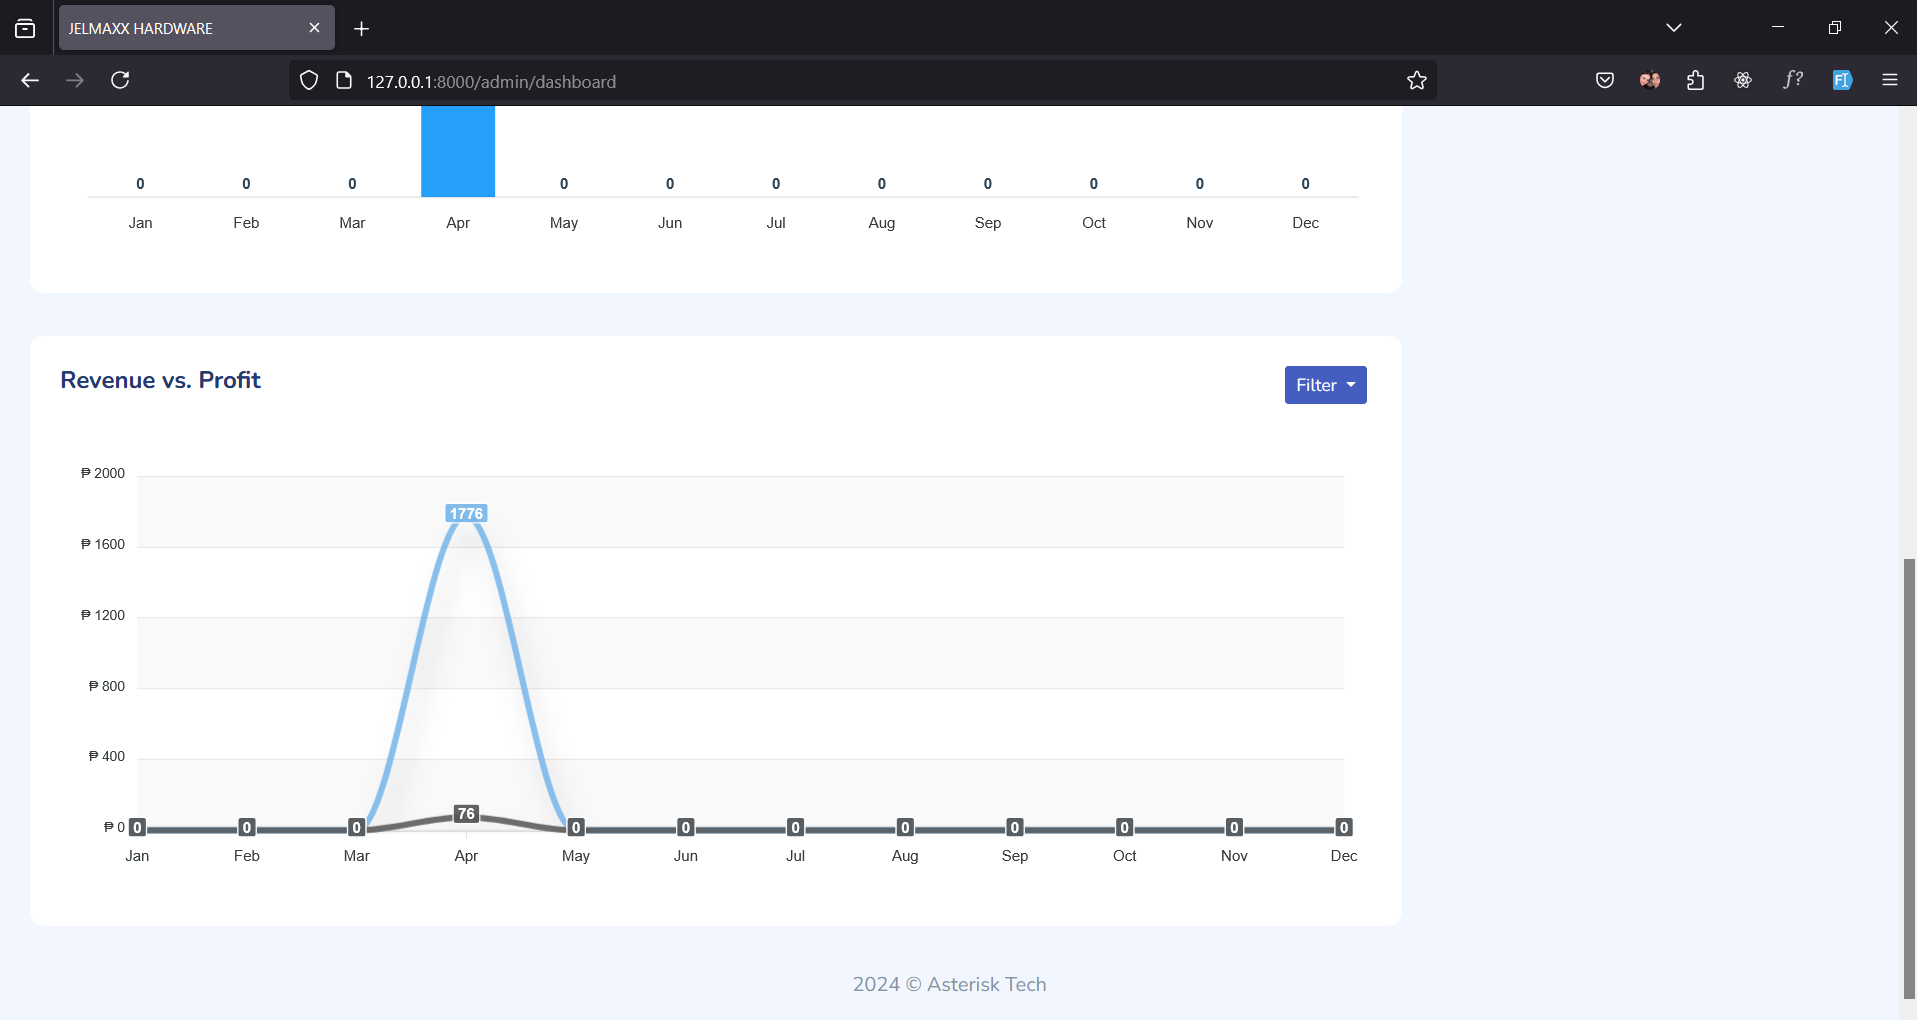 JELMAXX HARDWARE
127.0.0.1:8000/admin/dashboard
0 0 0 0 0 0 0 0 0 0 0
Jan Feb Mar Apr May Jun Jul Aug Sep Oct Nov Dec
Revenue vs. Profit
Filter
₱ 2000
1776
₱ 1600
₱ 1200
₱ 800
₱ 400
76
₱ 0 0 0 0 0 0 0 0 0 0 0 0
Jan Feb Mar Apr May Jun Jul Aug Sep Oct Nov Dec
2024 © Asterisk Tech